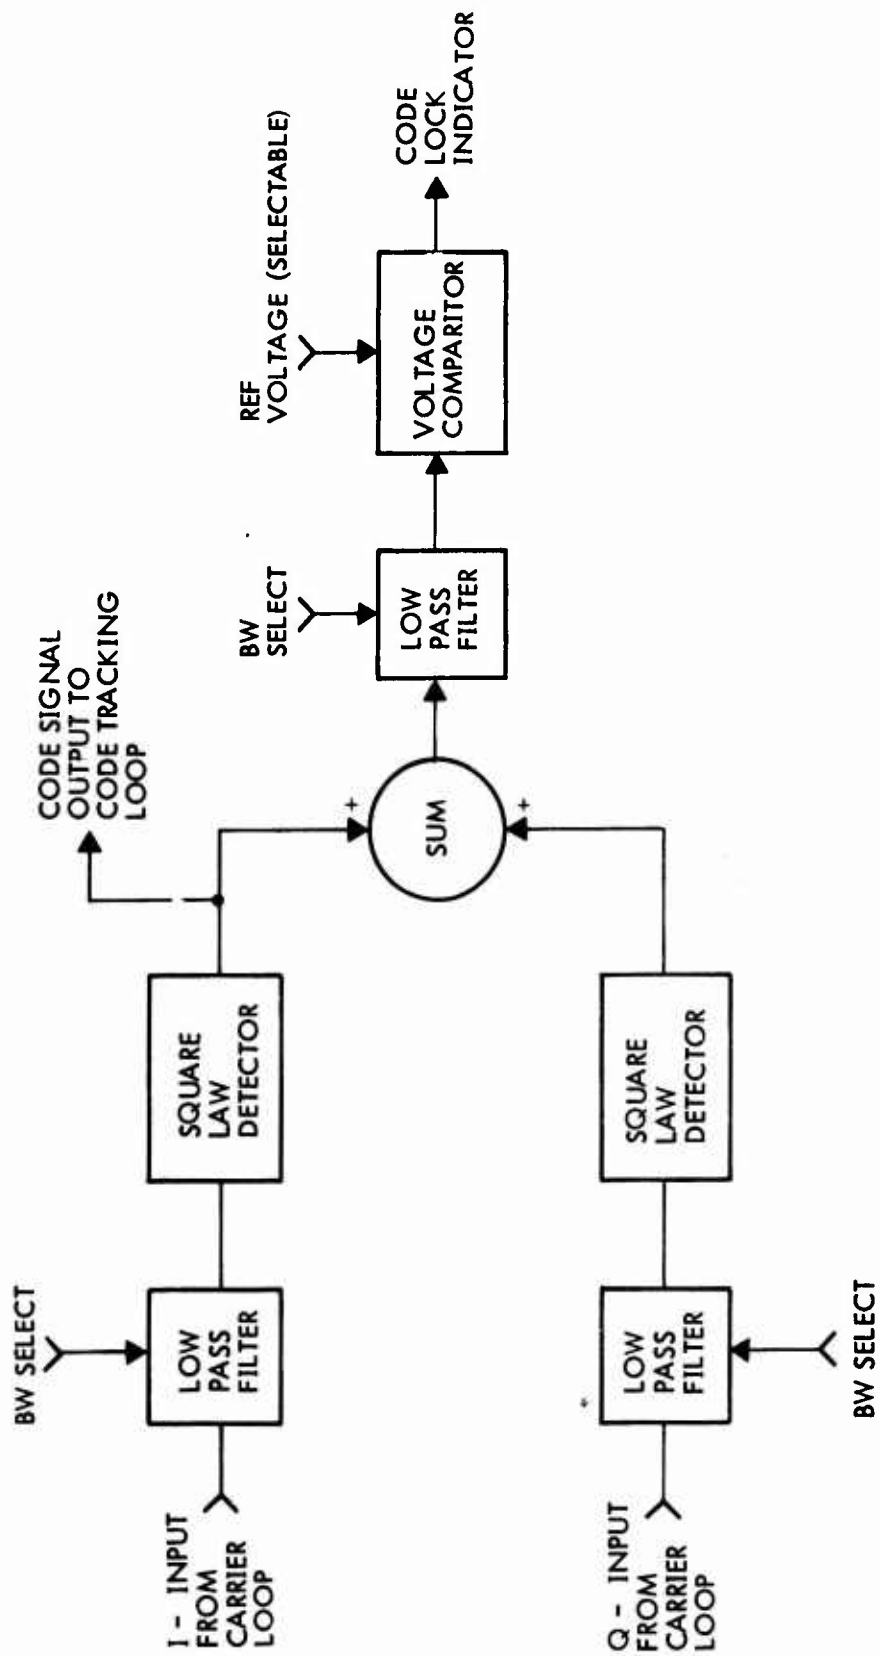 CODE SIGNAL
OUTPUT TO
CODE TRACKING
LOOP
BW SELECT
I - INPUT
FROM
CARRIER
LOOP
LOW
PASS
FILTER
SQUARE
LAW
DETECTOR
+
SUM
+
BW
SELECT
LOW
PASS
FILTER
REF
VOLTAGE (SELECTABLE)
VOLTAGE
COMPARITOR
CODE
LOCK
INDICATOR
Q - INPUT
FROM
CARRIER
LOOP
LOW
PASS
FILTER
SQUARE
LAW
DETECTOR
BW SELECT